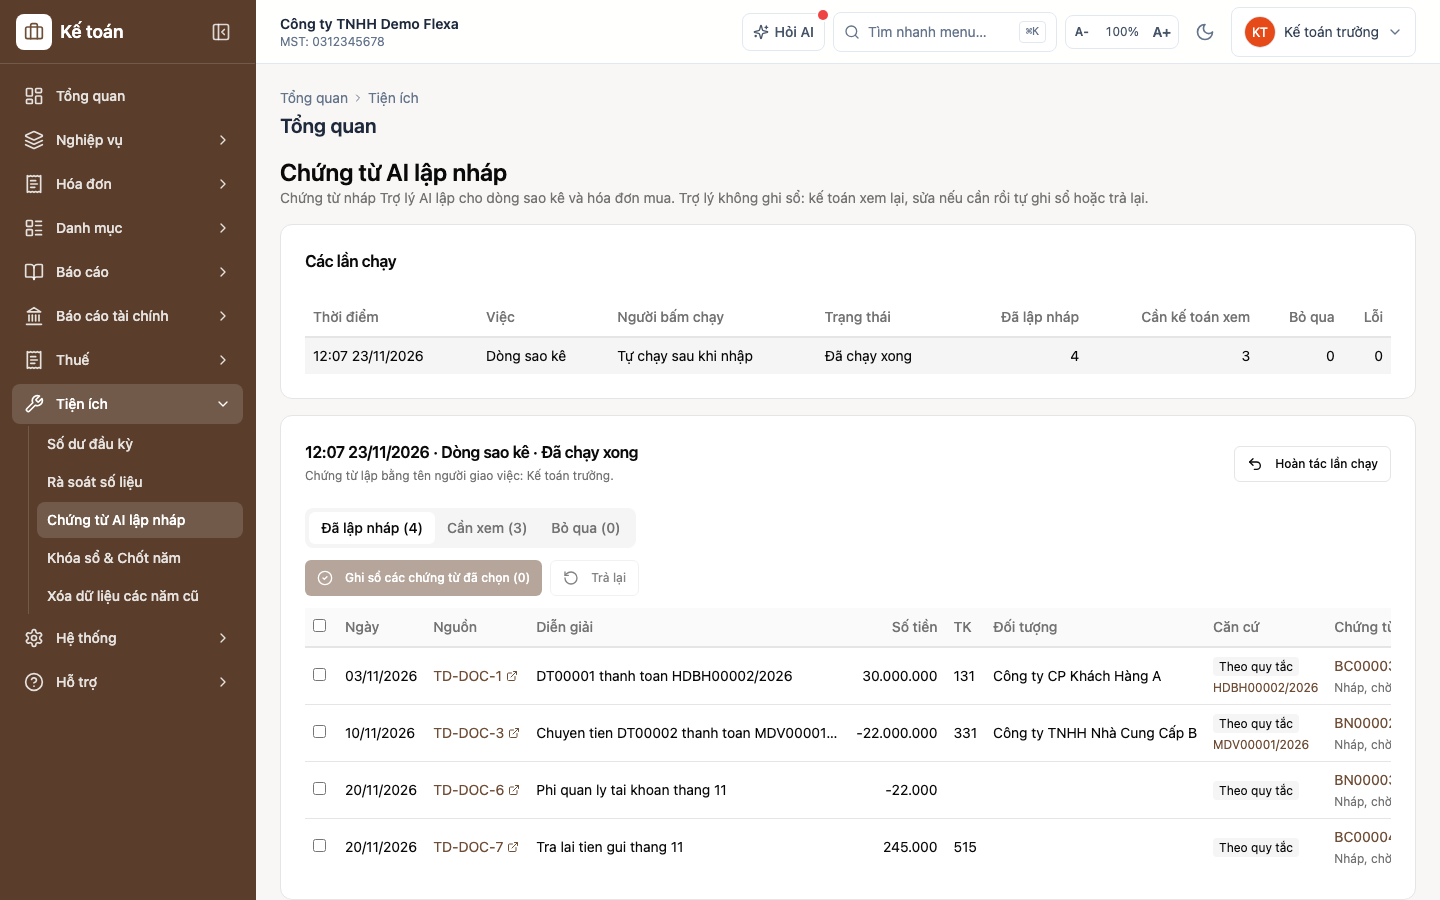 Kế toán
Công ty TNHH Demo Flexa
MST: 0312345678
Hỏi AI
Tìm nhanh menu...
⌘K
A- 100% A+
KT Kế toán trưởng
Tổng quan
Nghiệp vụ
Hóa đơn
Danh mục
Báo cáo
Báo cáo tài chính
Thuế
Tiện ích
Số dư đầu kỳ
Rà soát số liệu
Chứng từ AI lập nháp
Khóa sổ & Chốt năm
Xóa dữ liệu các năm cũ
Hệ thống
Hỗ trợ
Tổng quan > Tiện ích
Tổng quan
Chứng từ AI lập nháp
Chứng từ nháp Trợ lý AI lập cho dòng sao kê và hóa đơn mua. Trợ lý không ghi sổ: kế toán xem lại, sửa nếu cần rồi tự ghi sổ hoặc trả lại.
Các lần chạy
Thời điểm Việc Người bấm chạy Trạng thái Đã lập nháp Cần kế toán xem Bỏ qua Lỗi
12:07 23/11/2026 Dòng sao kê Tự chạy sau khi nhập Đã chạy xong 4 3 0 0
12:07 23/11/2026 · Dòng sao kê · Đã chạy xong
Chứng từ lập bằng tên người giao việc: Kế toán trưởng.
Hoàn tác lần chạy
Đã lập nháp (4) Cần xem (3) Bỏ qua (0)
Ghi sổ các chứng từ đã chọn (0) Trả lại
Ngày Nguồn Diễn giải Số tiền TK Đối tượng Căn cứ Chứng từ
03/11/2026 TD-DOC-1 DT00001 thanh toan HDBH00002/2026 30.000.000 131 Công ty CP Khách Hàng A Theo quy tắc BC00003
HDBH00002/2026 Nháp, chờ
10/11/2026 TD-DOC-3 Chuyen tien DT00002 thanh toan MDV00001... -22.000.000 331 Công ty TNHH Nhà Cung Cấp B Theo quy tắc BN00002
MDV00001/2026 Nháp, chờ
20/11/2026 TD-DOC-6 Phi quan ly tai khoan thang 11 -22.000 Theo quy tắc BN00003
Nháp, chờ
20/11/2026 TD-DOC-7 Tra lai tien gui thang 11 245.000 515 Theo quy tắc BC00004
Nháp, chờ